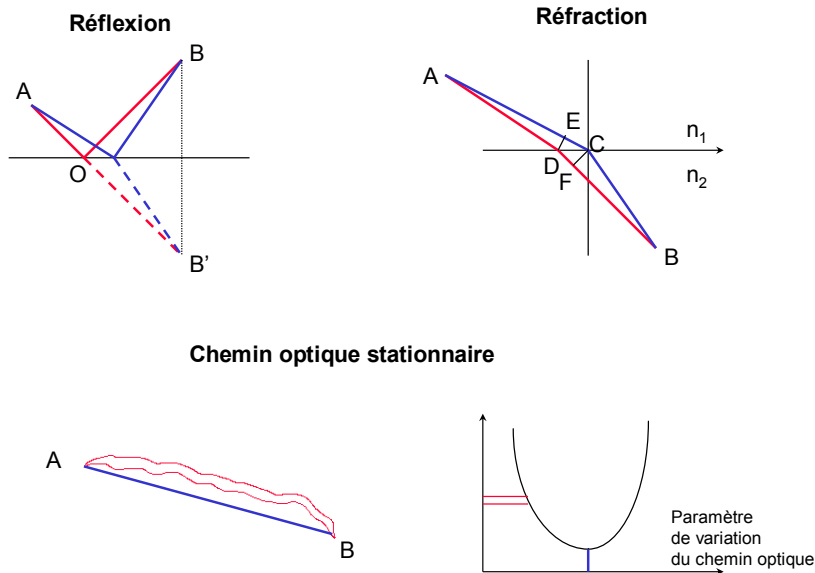 Réflexion
A
B
O
B'
Réfraction
A
E
C
n1
D
F
n2
B
Chemin optique stationnaire
A
B
Paramètre
de variation
du chemin optique